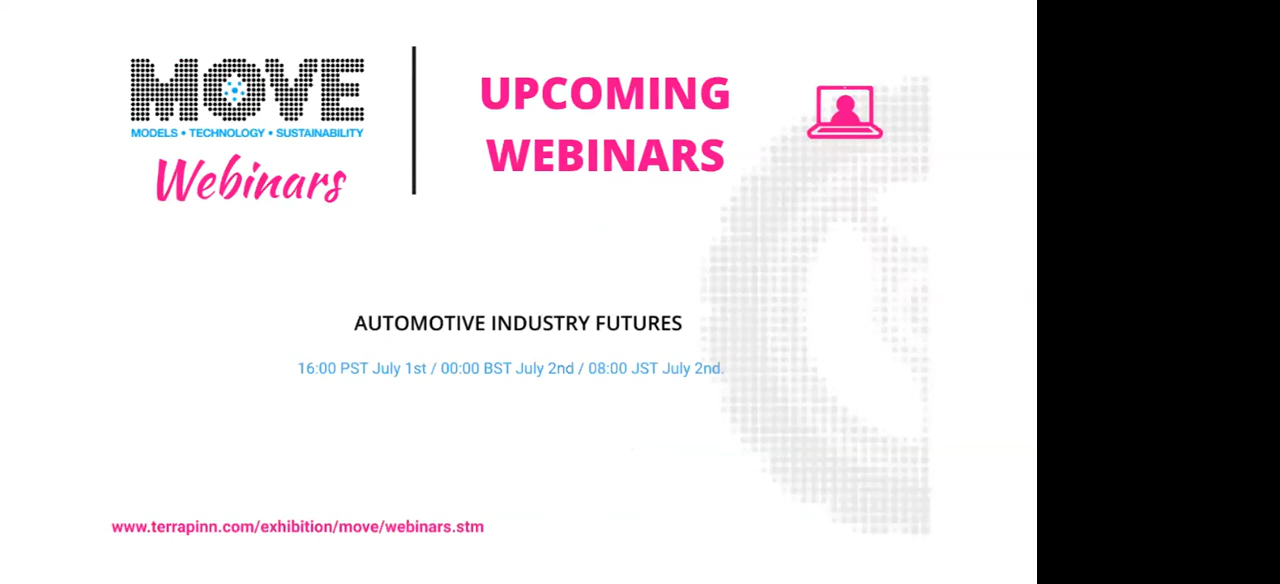 MOVE
MODELS • TECHNOLOGY • SUSTAINABILITY
Webinars
UPCOMING
WEBINARS
AUTOMOTIVE INDUSTRY FUTURES
16:00 PST July 1st / 00:00 BST July 2nd / 08:00 JST July 2nd.
www.terrapinn.com/exhibition/move/webinars.stm